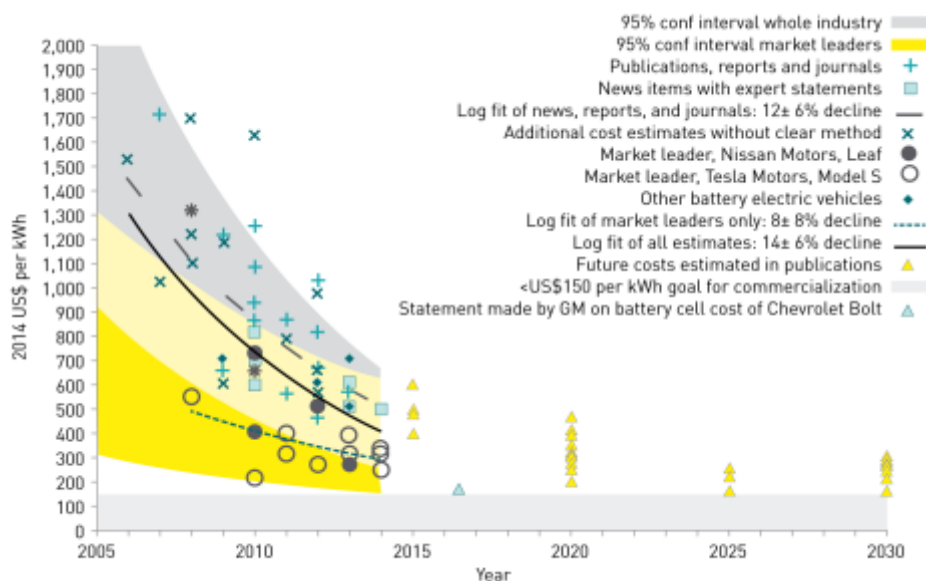 95% conf interval whole industry
95% conf interval market leaders
Publications, reports and journals
News items with expert statements
Log fit of news, reports, and journals: 12± 6% decline
Additional cost estimates without clear method
Market leader, Nissan Motors, Leaf
Market leader, Tesla Motors, Model S
Other battery electric vehicles
Log fit of market leaders only: 8± 8% decline
Log fit of all estimates: 14± 6% decline
Future costs estimated in publications
<US$150 per kWh goal for commercialization
Statement made by GM on battery cell cost of Chevrolet Bolt
2014 US$ per kWh
2,000
1,900
1,800
1,700
1,600
1,500
1,400
1,300
1,200
1,100
1,000
900
800
700
600
500
400
300
200
100
0
2005 2010 2015 2020 2025 2030
Year